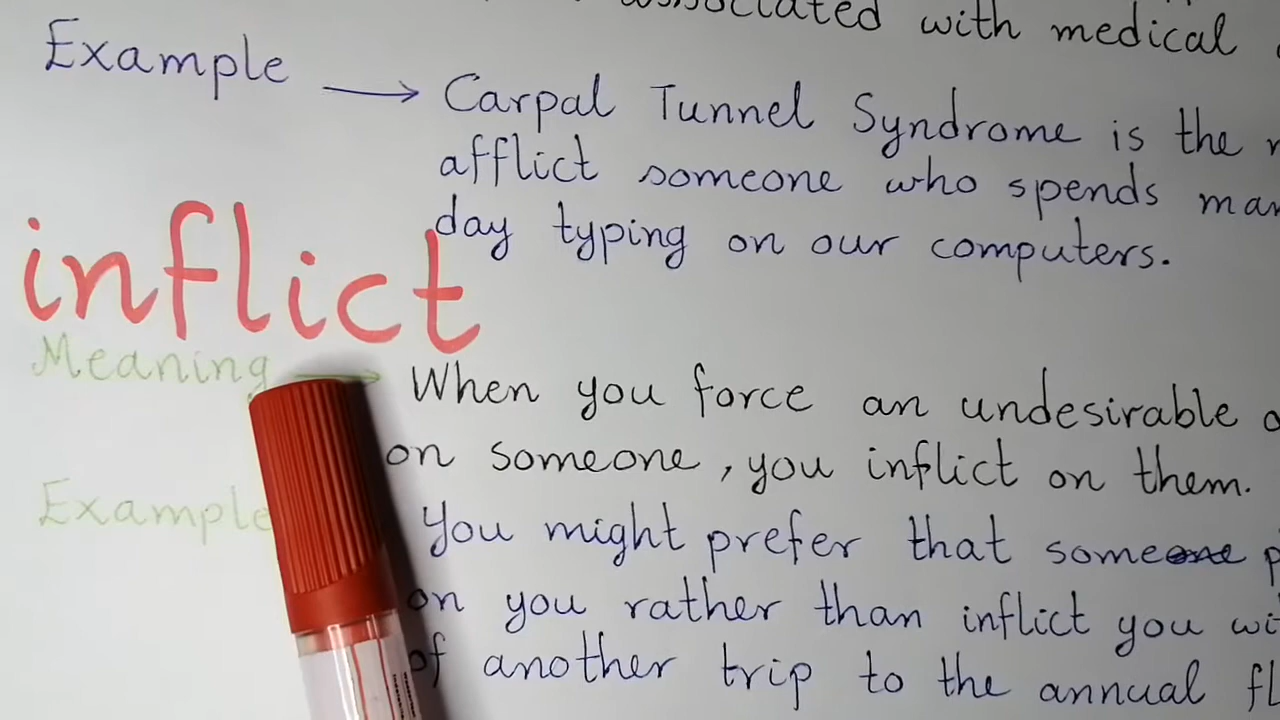 associated with medical
Example → Carpal Tunnel Syndrome is the
afflict someone who spends
day typing on our computers.
inflict
Meaning → When you force an undesirable
on someone, you inflict on them.
Example You might prefer that someone
on you rather than inflict you
of another trip to the annual